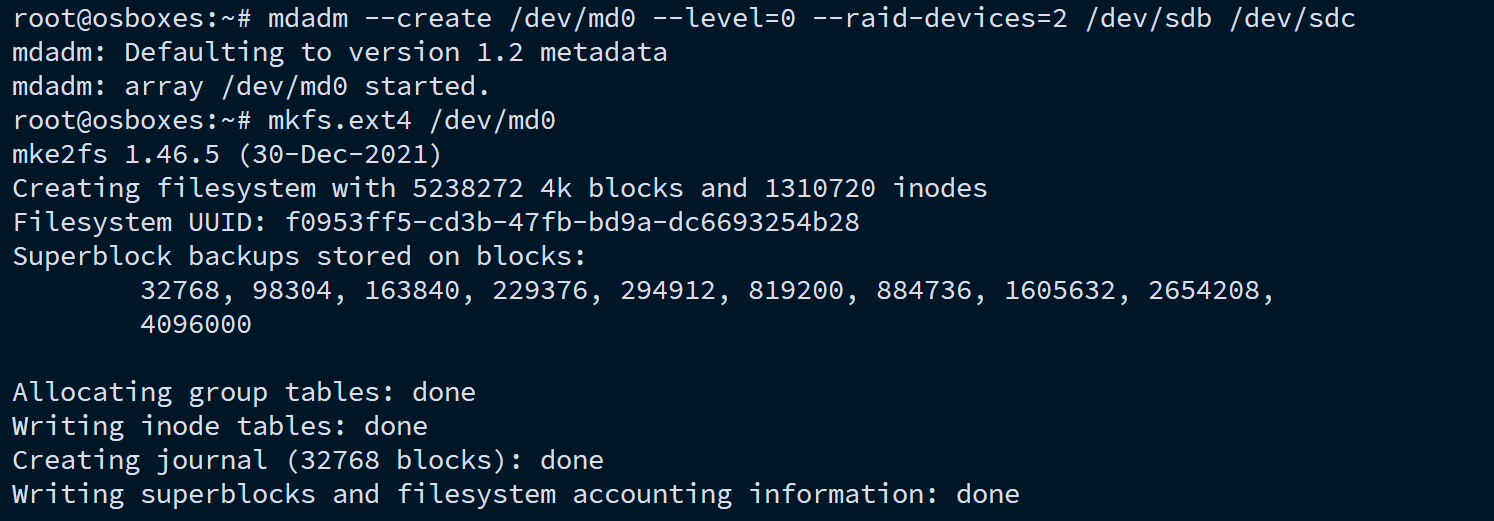 root@osboxes:~# mdadm --create /dev/md0 --level=0 --raid-devices=2 /dev/sdb /dev/sdc
mdadm: Defaulting to version 1.2 metadata
mdadm: array /dev/md0 started.
root@osboxes:~# mkfs.ext4 /dev/md0
mke2fs 1.46.5 (30-Dec-2021)
Creating filesystem with 5238272 4k blocks and 1310720 inodes
Filesystem UUID: f0953ff5-cd3b-47fb-bd9a-dc6693254b28
Superblock backups stored on blocks:
32768, 98304, 163840, 229376, 294912, 819200, 884736, 1605632, 2654208,
4096000
Allocating group tables: done
Writing inode tables: done
Creating journal (32768 blocks): done
Writing superblocks and filesystem accounting information: done